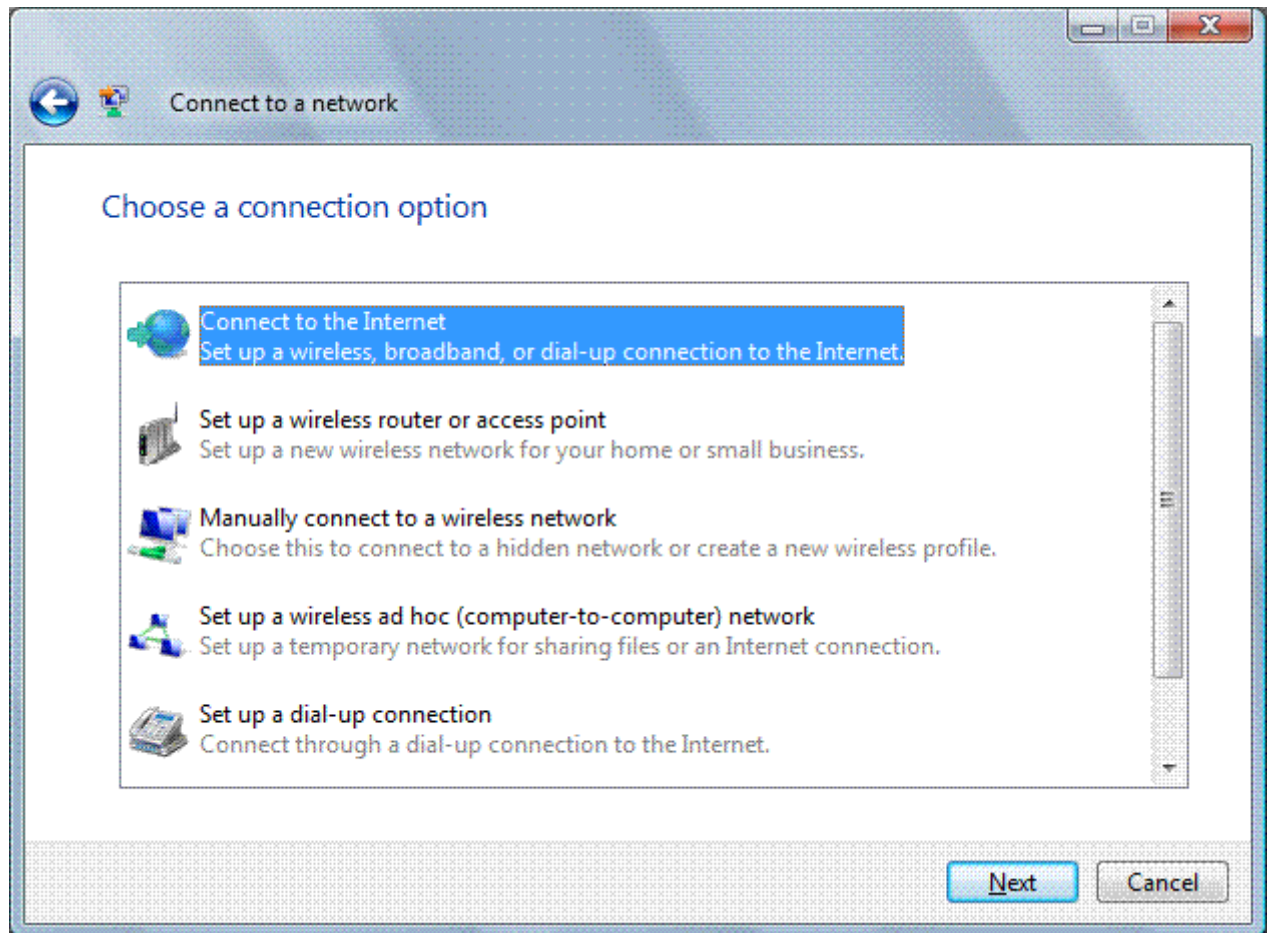 Connect to a network
Choose a connection option
Connect to the Internet
Set up a wireless, broadband, or dial-up connection to the Internet.
Set up a wireless router or access point
Set up a new wireless network for your home or small business.
Manually connect to a wireless network
Choose this to connect to a hidden network or create a new wireless profile.
Set up a wireless ad hoc (computer-to-computer) network
Set up a temporary network for sharing files or an Internet connection.
Set up a dial-up connection
Connect through a dial-up connection to the Internet.
Next Cancel